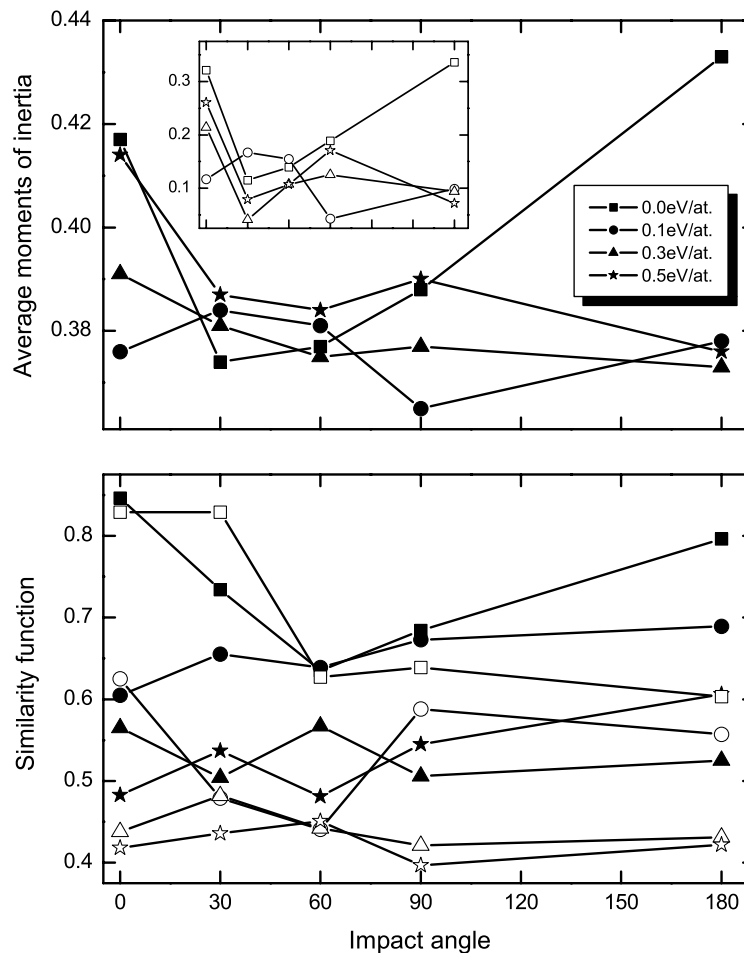 0.44
0.42
0.40
0.38
Average moments of inertia
0.3
0.2
0.1
0.0eV/at.
0.1eV/at.
0.3eV/at.
0.5eV/at.
0.8
0.7
0.6
0.5
0.4
Similarity function
0 30 60 90 120 150 180
Impact angle